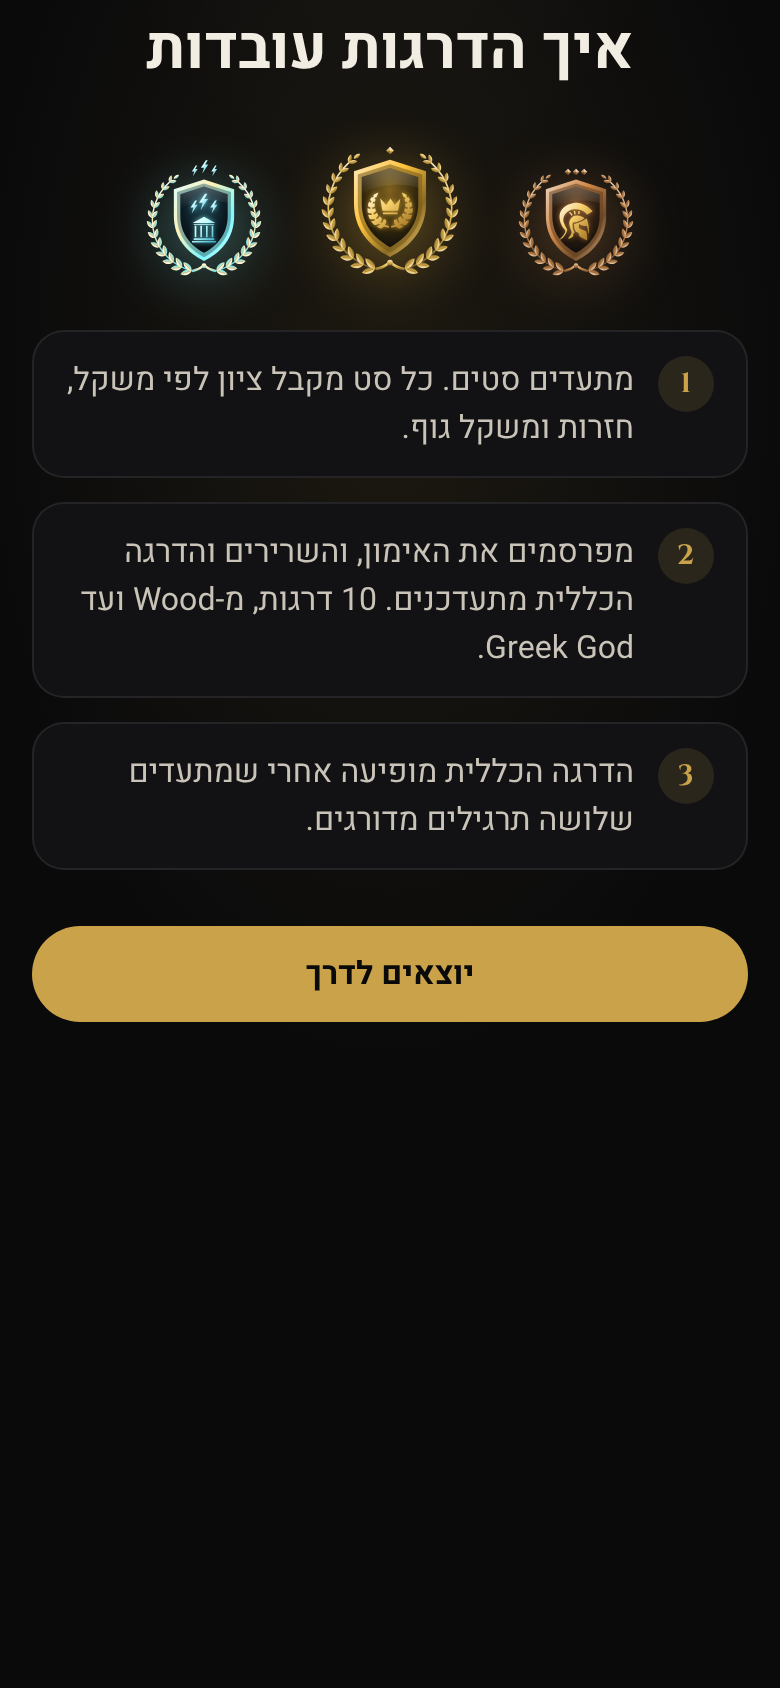 איך הדרגות עובדות
1
מתעדים סטים. כל סט מקבל ציון לפי משקל,
חזרות ומשקל גוף.
2
מפרסמים את האימון, והשרירים והדרגה
הכללית מתעדכנים. 10 דרגות, מ-Wood ועד
Greek God.
3
הדרגה הכללית מופיעה אחרי שמתעדים
שלושה תרגילים מדורגים.
יוצאים לדרך